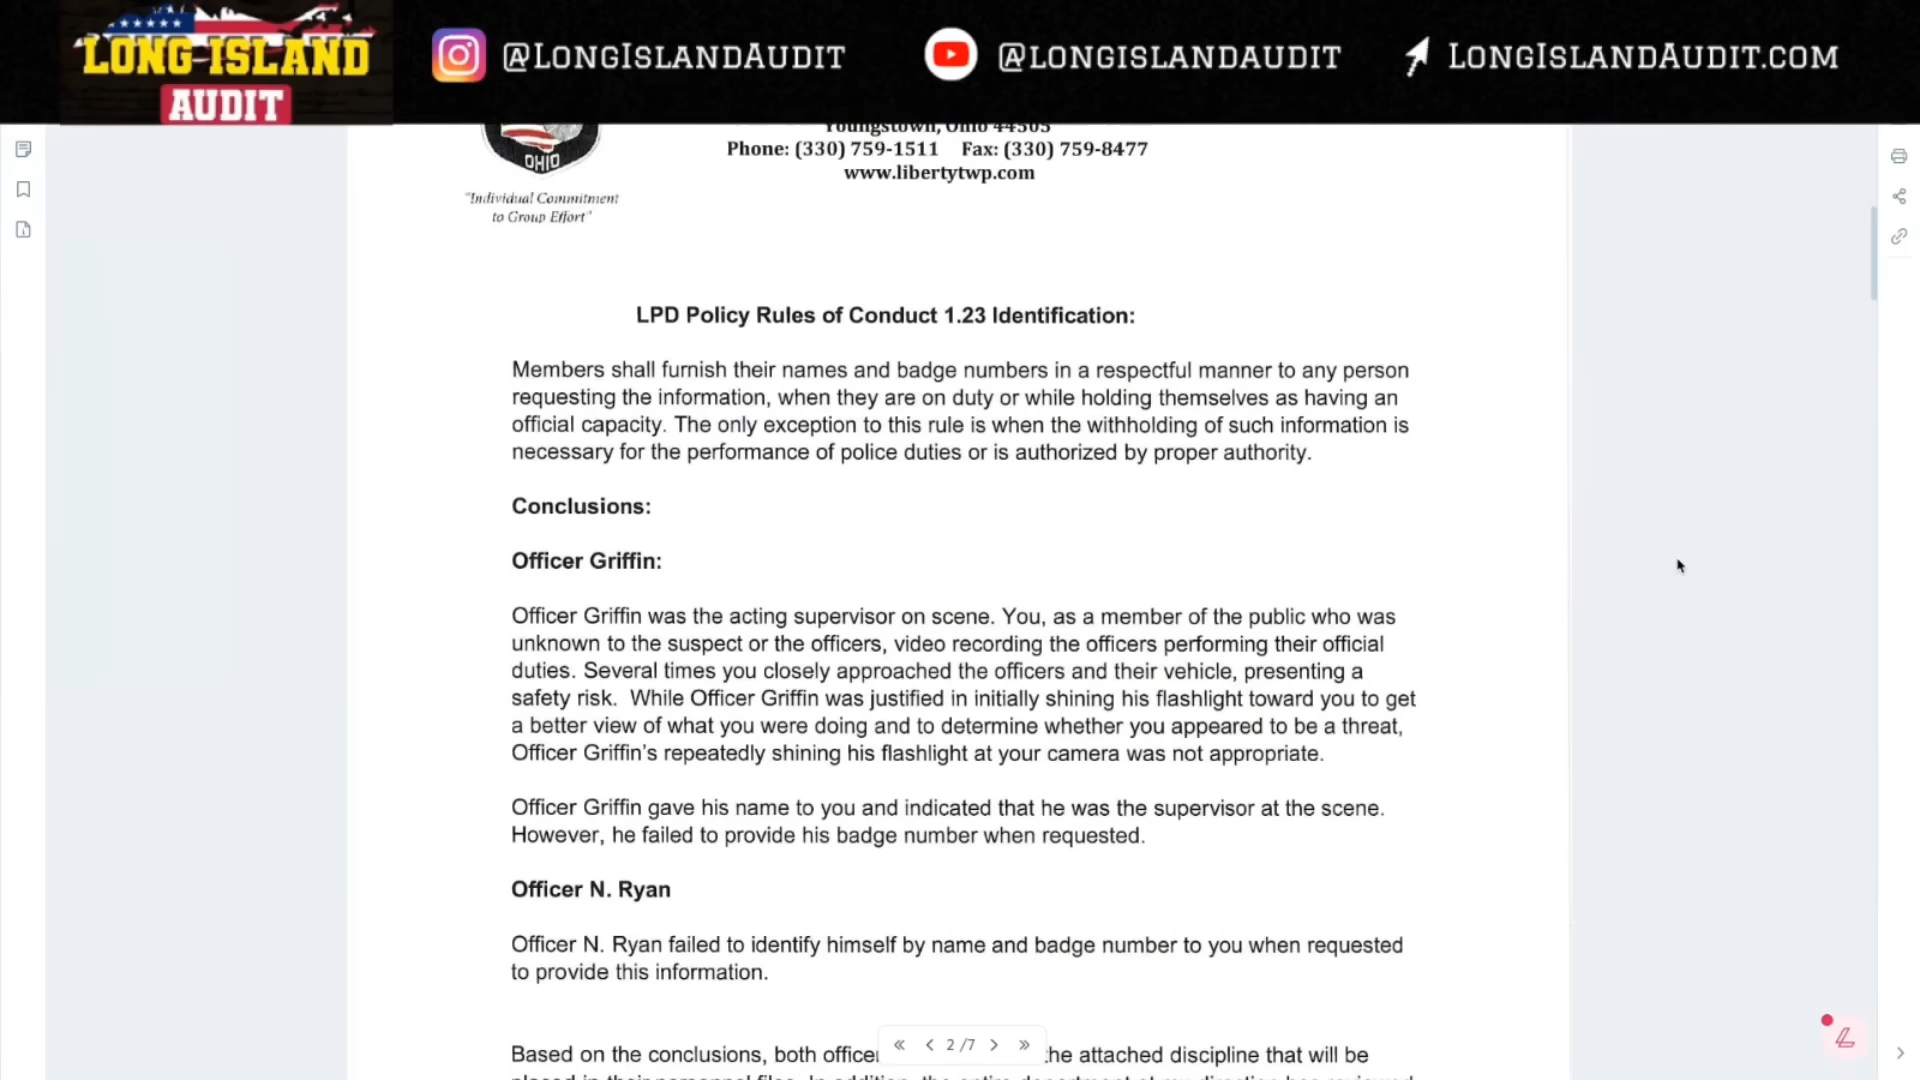 LONG ISLAND
AUDIT
@LongIslandAudit
@longislandaudit
LongIslandAudit.com
Youngstown, Ohio 44505
Phone: (330) 759-1511 Fax: (330) 759-8477
www.libertytwp.com
OHIO
"Individual Commitment
to Group Effort"
LPD Policy Rules of Conduct 1.23 Identification:
Members shall furnish their names and badge numbers in a respectful manner to any person
requesting the information, when they are on duty or while holding themselves as having an
official capacity. The only exception to this rule is when the withholding of such information is
necessary for the performance of police duties or is authorized by proper authority.
Conclusions:
Officer Griffin:
Officer Griffin was the acting supervisor on scene. You, as a member of the public who was
unknown to the suspect or the officers, video recording the officers performing their official
duties. Several times you closely approached the officers and their vehicle, presenting a
safety risk. While Officer Griffin was justified in initially shining his flashlight toward you to get
a better view of what you were doing and to determine whether you appeared to be a threat,
Officer Griffin's repeatedly shining his flashlight at your camera was not appropriate.
Officer Griffin gave his name to you and indicated that he was the supervisor at the scene.
However, he failed to provide his badge number when requested.
Officer N. Ryan
Officer N. Ryan failed to identify himself by name and badge number to you when requested
to provide this information.
2 /7
Based on the conclusions, both the attached discipline that will be